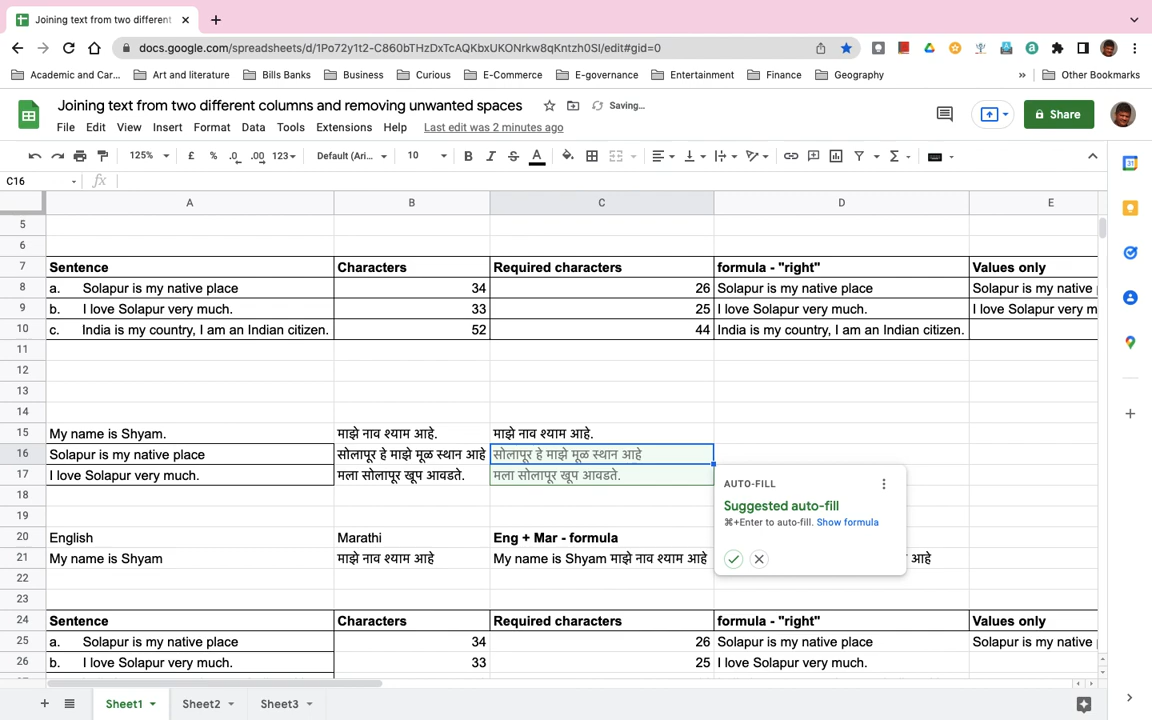 Joining text from two different
docs.google.com/spreadsheets/d/1Po72y1t2-C860bTHzDxTcAQKbxUKONrkw8qKntzh0SI/edit#gid=0
Academic and Car... Art and literature Bills Banks Business Curious E-Commerce E-governance Entertainment Finance Geography » Other Bookmarks
Joining text from two different columns and removing unwanted spaces Saving...
File Edit View Insert Format Data Tools Extensions Help Last edit was 2 minutes ago
Share
125% £ % .0 .00 123 Default (Ari... 10 B I S A
C16 fx
A B C D E
5
6
7 Sentence Characters Required characters formula - "right" Values only
8 a. Solapur is my native place 34 26 Solapur is my native place Solapur is my native p
9 b. I love Solapur very much. 33 25 I love Solapur very much. I love Solapur very m
10 c. India is my country, I am an Indian citizen. 52 44 India is my country, I am an Indian citizen.
11
12
13
14
15 My name is Shyam. माझे नाव श्याम आहे. माझे नाव श्याम आहे.
16 Solapur is my native place सोलापूर हे माझे मूळ स्थान आहे सोलापूर हे माझे मूळ स्थान आहे
17 I love Solapur very much. मला सोलापूर खूप आवडते. मला सोलापूर खूप आवडते.
AUTO-FILL
Suggested auto-fill
⌘+Enter to auto-fill. Show formula
18
19
20 English Marathi Eng + Mar - formula
21 My name is Shyam माझे नाव श्याम आहे My name is Shyam माझे नाव श्याम आहे आहे
22
23
24 Sentence Characters Required characters formula - "right" Values only
25 a. Solapur is my native place 34 26 Solapur is my native place Solapur is my native p
26 b. I love Solapur very much. 33 25 I love Solapur very much.
Sheet1 Sheet2 Sheet3